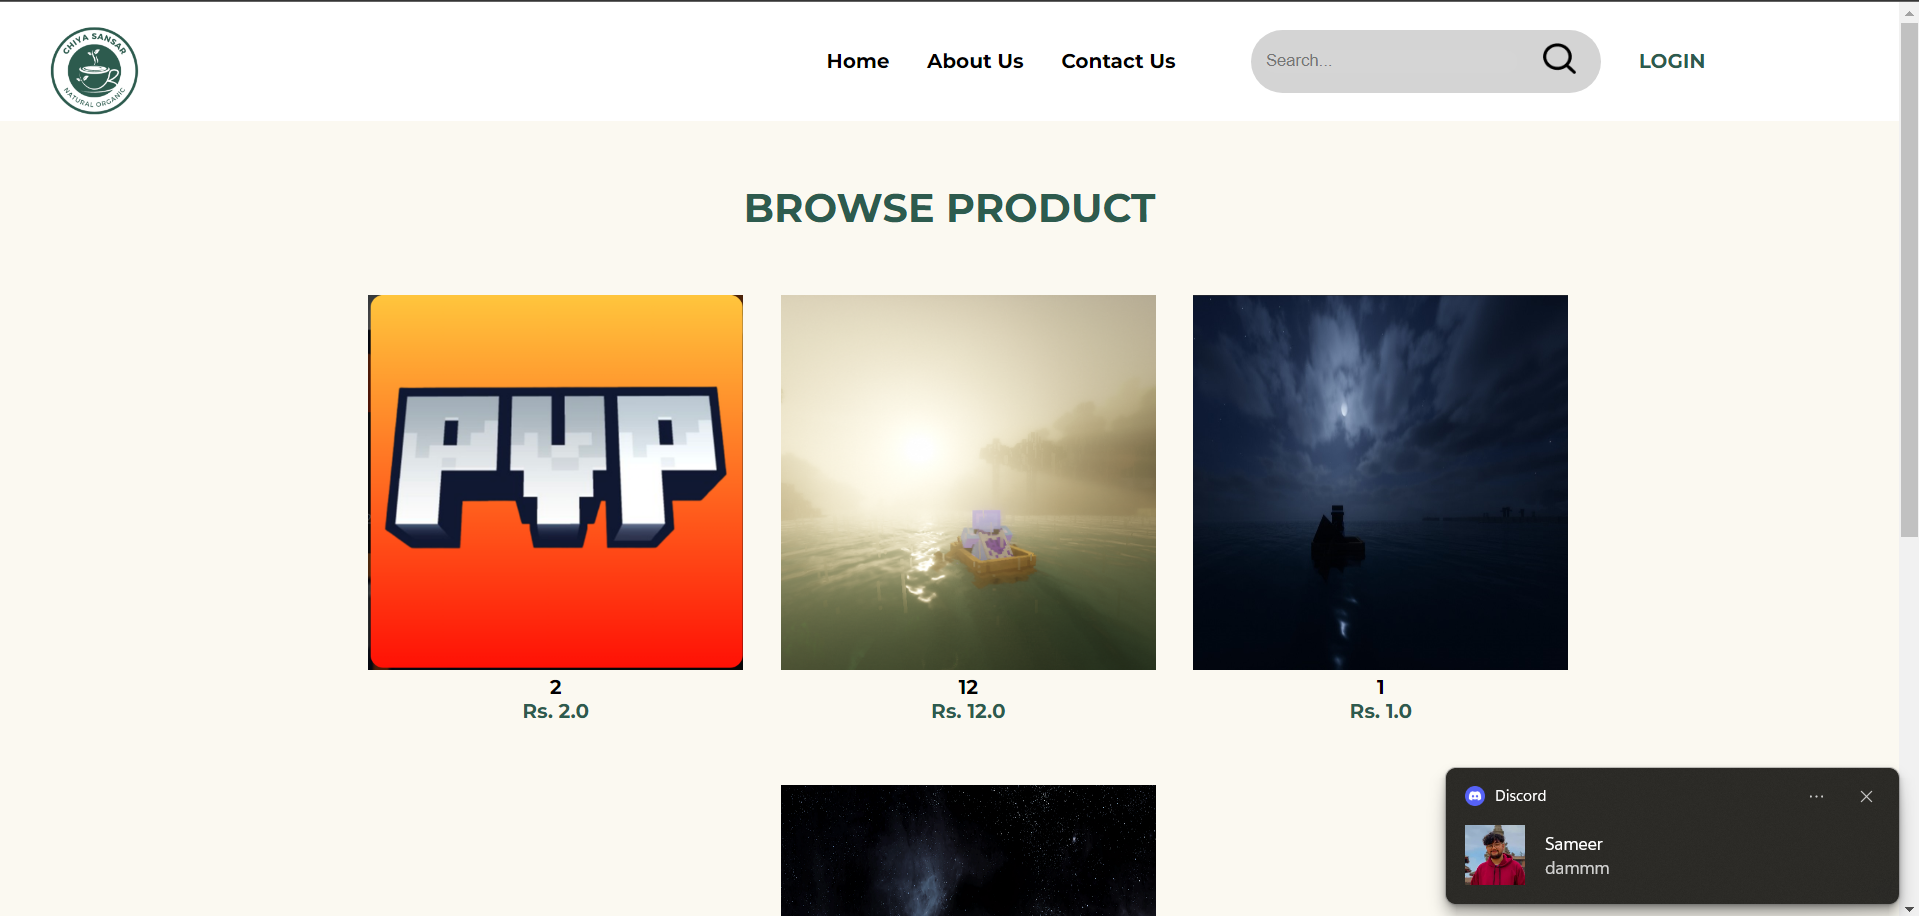 CHIYA SANSAR
NATURAL ORGANIC
Home
About Us
Contact Us
Search...
LOGIN
BROWSE PRODUCT
PVP
2
Rs. 2.0
12
Rs. 12.0
1
Rs. 1.0
Discord
Sameer
dammm